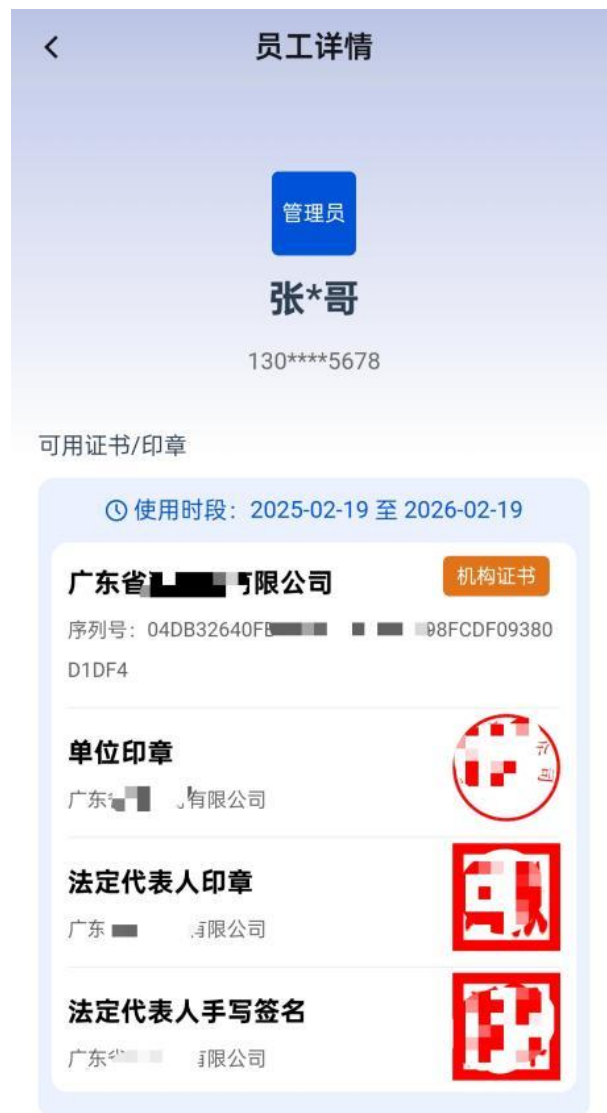 员工详情
管理员
张*哥
130****5678
可用证书/印章
使用时段：2025-02-19 至 2026-02-19
广东省 有限公司
机构证书
序列号：04DB32640F 98FCDF09380
D1DF4
单位印章
广东 有限公司
法定代表人印章
广东 有限公司
法定代表人手写签名
广东 有限公司